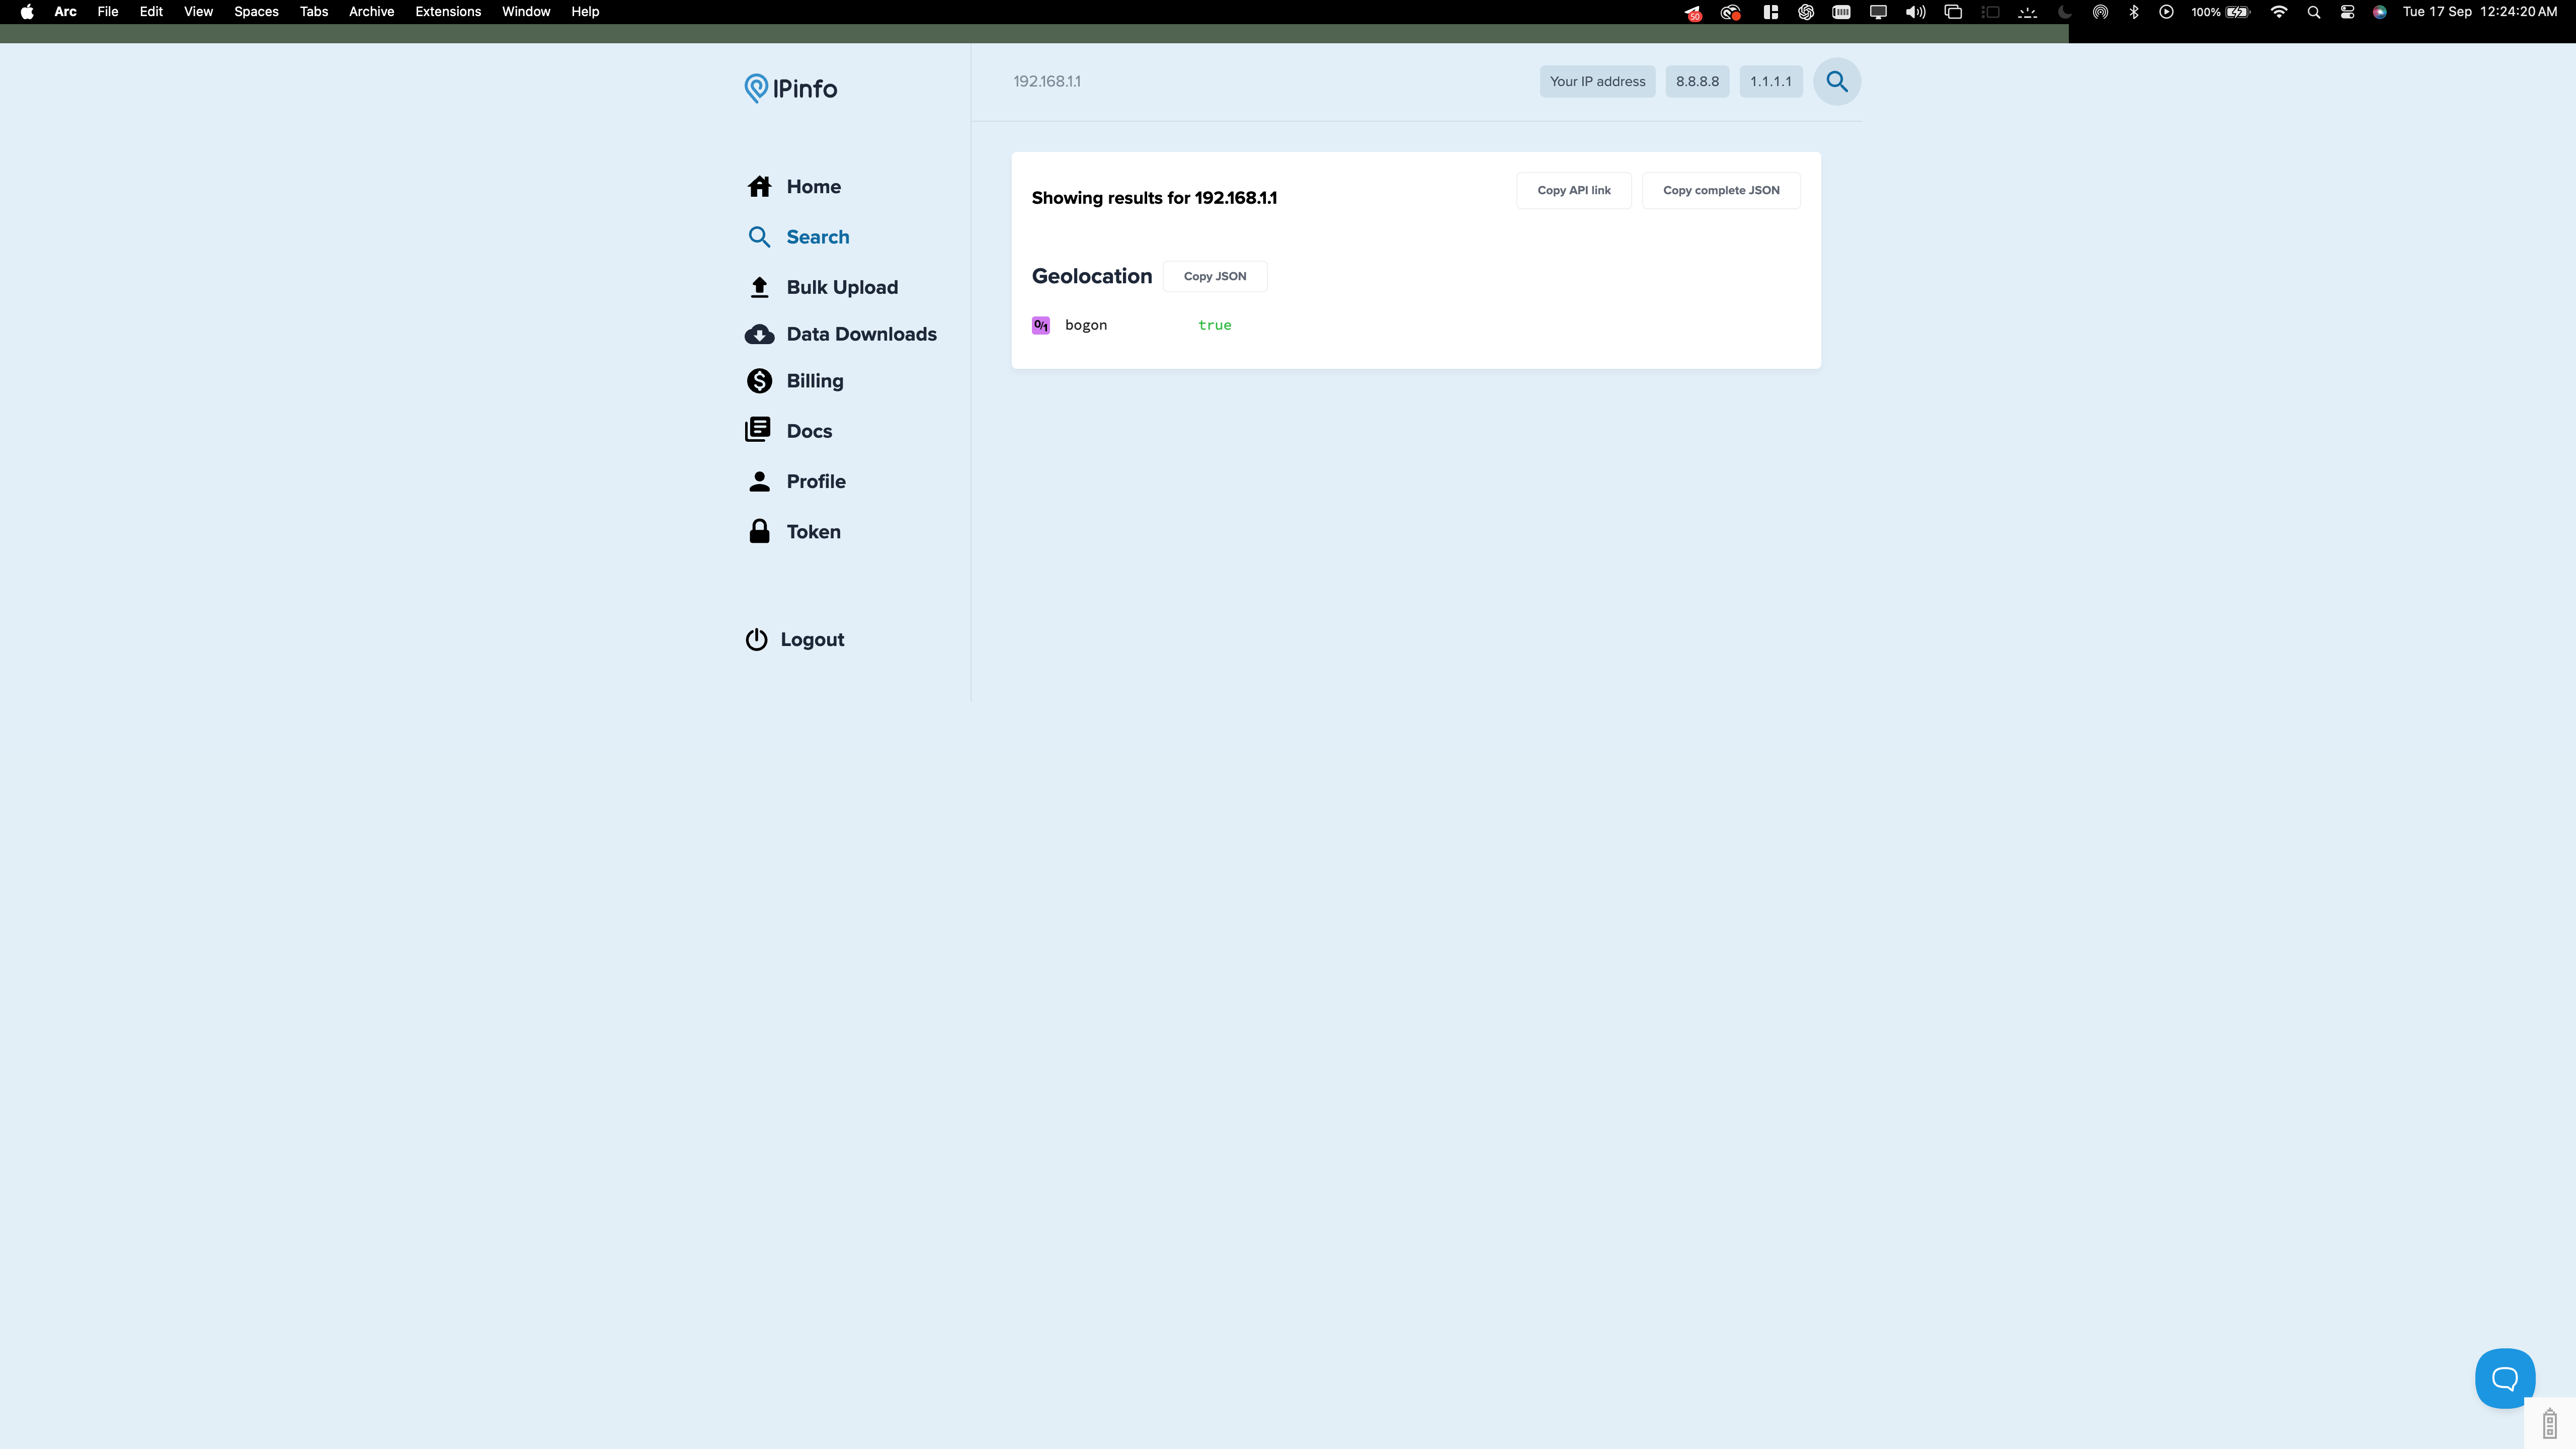 Arc File Edit View Spaces Tabs Archive Extensions Window Help 50 100% Tue 17 Sep 12:24:20 AM
IPinfo
192.168.1.1 Your IP address 8.8.8.8 1.1.1.1
Home
Search
Bulk Upload
Data Downloads
Billing
Docs
Profile
Token
Logout
Showing results for 192.168.1.1 Copy API link Copy complete JSON
Geolocation Copy JSON
0/1 bogon true